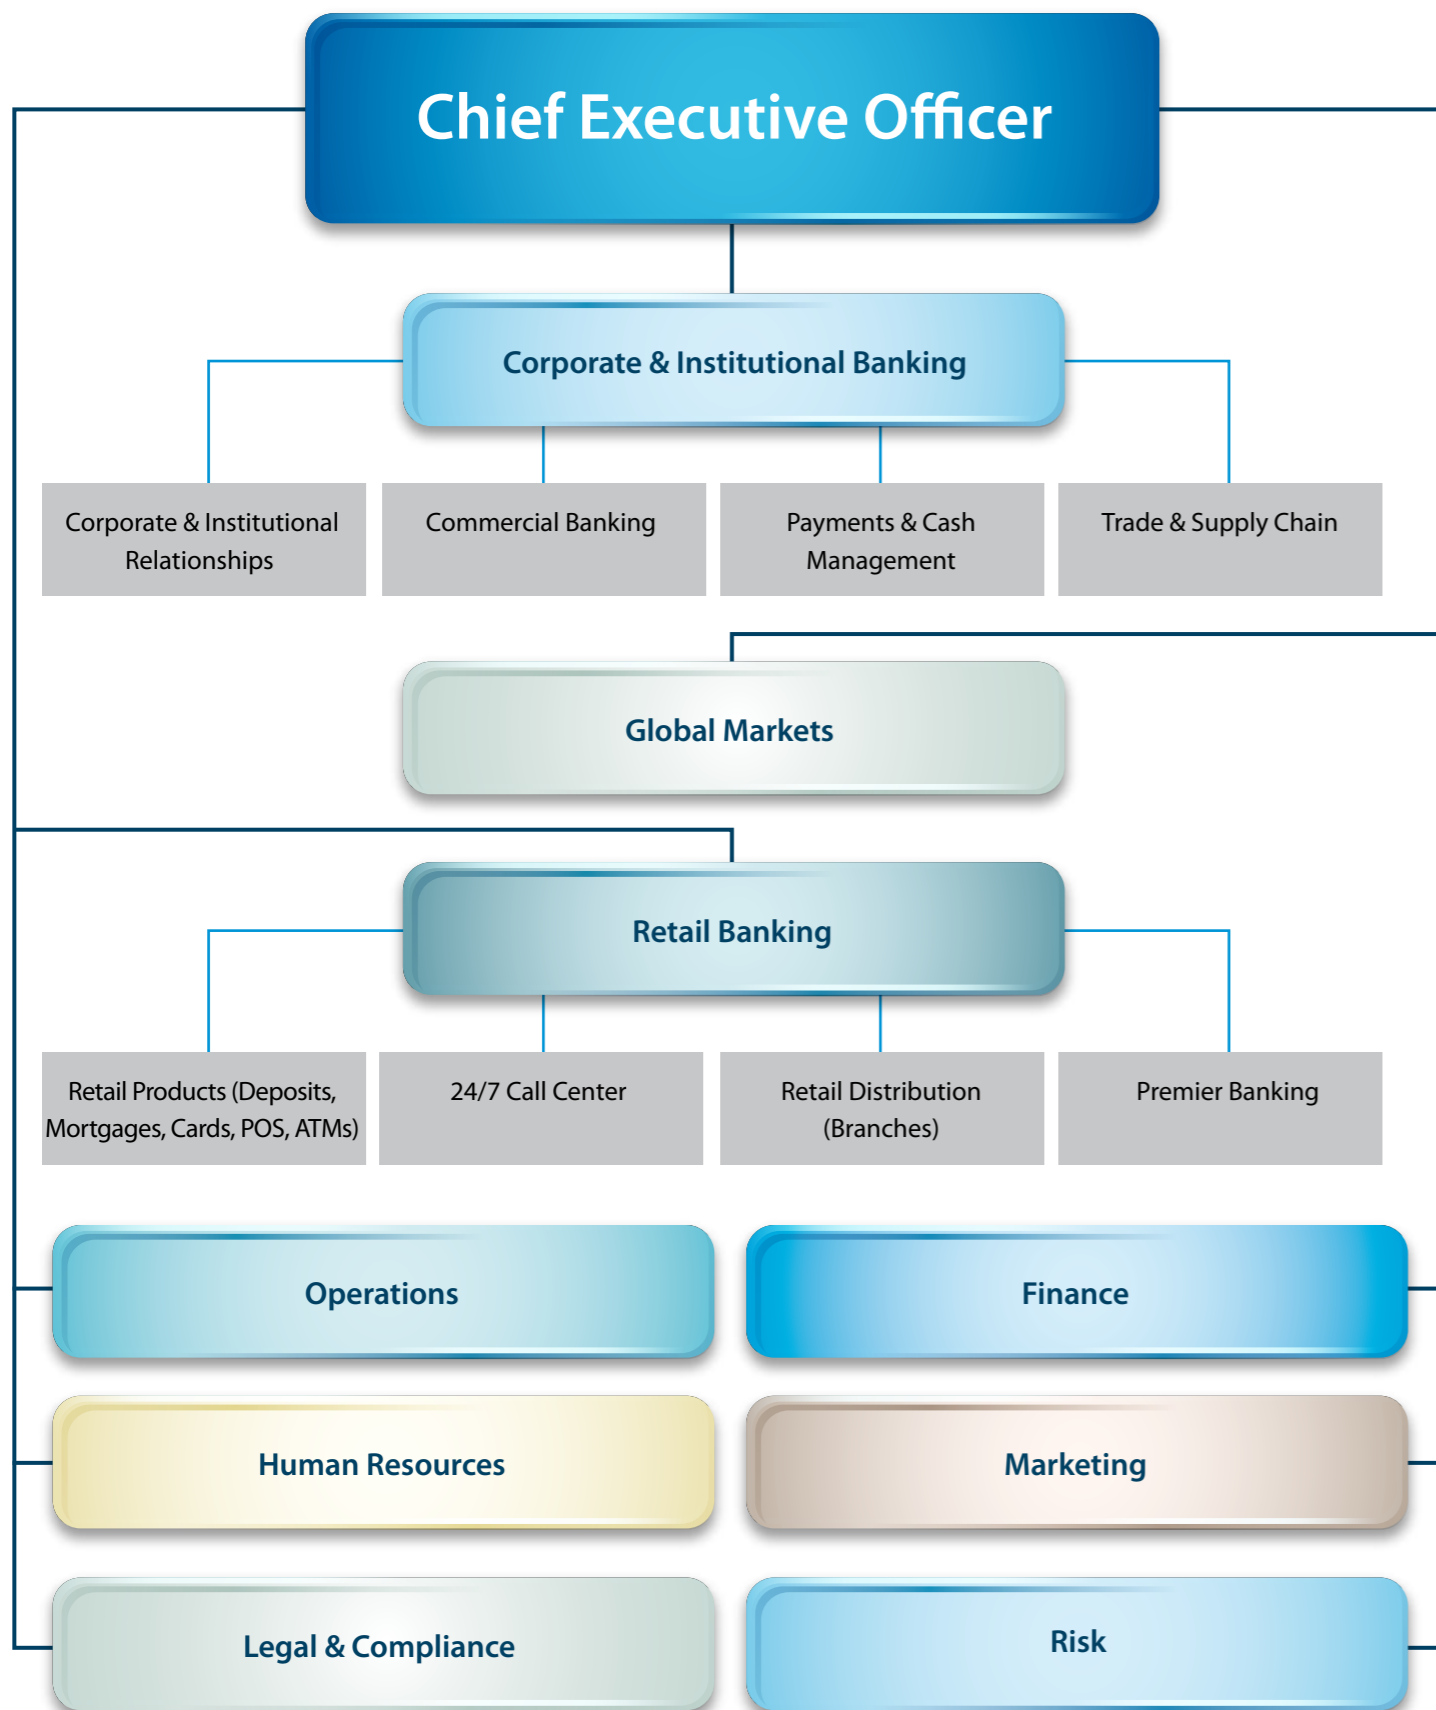 Chief Executive Officer
Corporate & Institutional Banking
Corporate & Institutional
Relationships
Commercial Banking
Payments & Cash
Management
Trade & Supply Chain
Global Markets
Retail Banking
Retail Products (Deposits,
Mortgages, Cards, POS, ATMs)
24/7 Call Center
Retail Distribution
(Branches)
Premier Banking
Operations
Finance
Human Resources
Marketing
Legal & Compliance
Risk